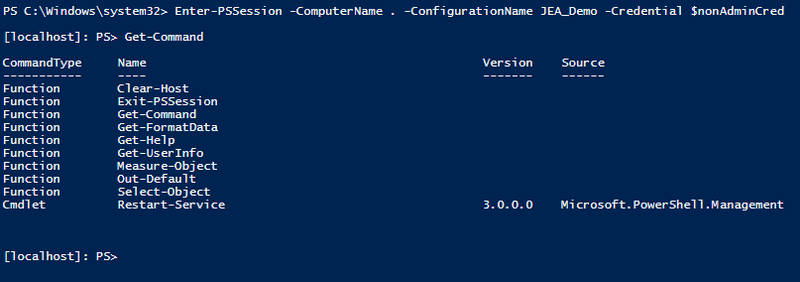 PS C:\Windows\system32> Enter-PSSession -ComputerName . -ConfigurationName JEA_Demo -Credential $nonAdminCred
[localhost]: PS> Get-Command
CommandType     Name                                               Version    Source
-----------     ----                                               -------    ------
Function        Clear-Host
Function        Exit-PSSession
Function        Get-Command
Function        Get-FormatData
Function        Get-Help
Function        Get-UserInfo
Function        Measure-Object
Function        Out-Default
Function        Select-Object
Cmdlet          Restart-Service                                    3.0.0.0    Microsoft.PowerShell.Management
[localhost]: PS>